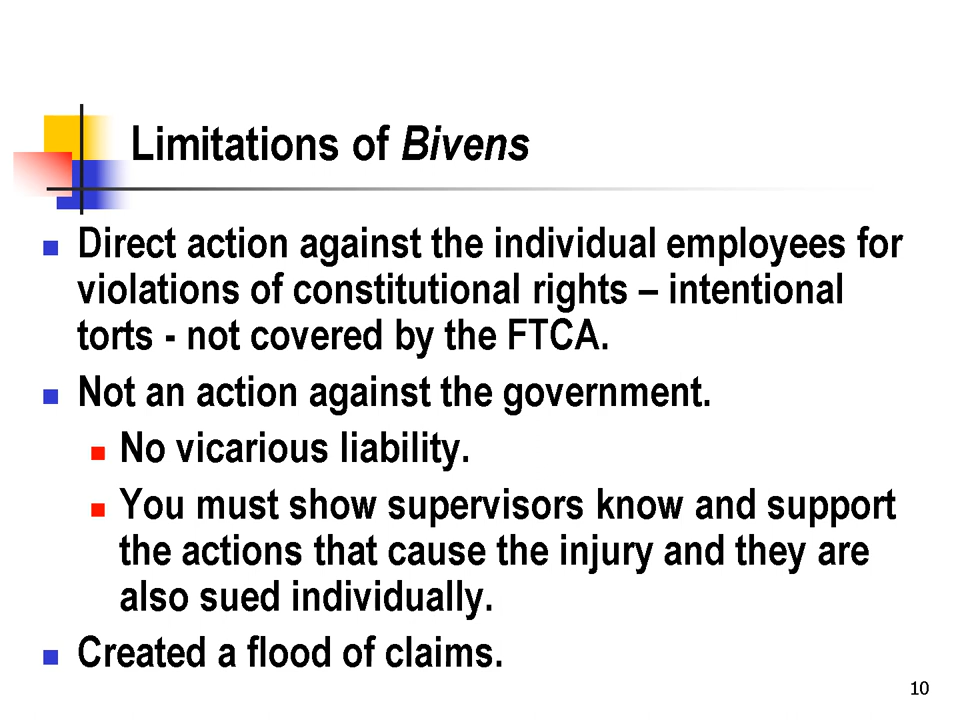 Limitations of Bivens
Direct action against the individual employees for
violations of constitutional rights – intentional
torts - not covered by the FTCA.
Not an action against the government.
No vicarious liability.
You must show supervisors know and support
the actions that cause the injury and they are
also sued individually.
Created a flood of claims.
10